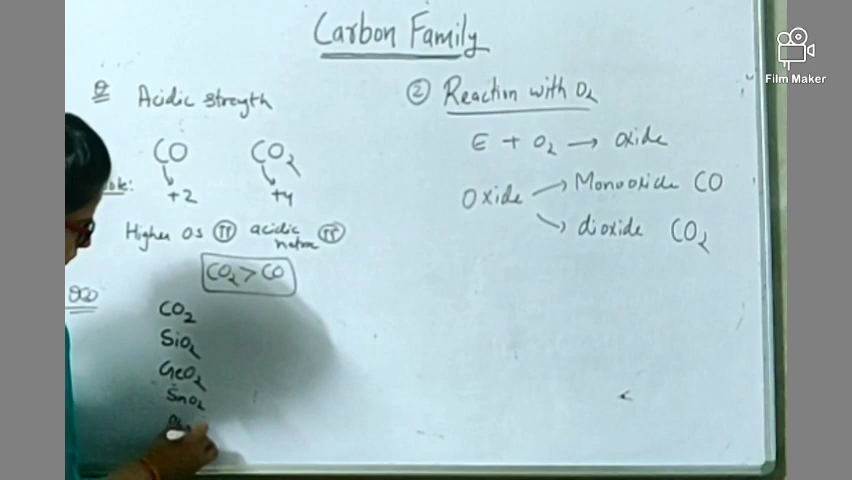 Carbon Family
Film Maker
Q Acidic strength
CO CO2
+2 +4
Higher OS ↑↑ acidic nature ↑↑
CO2 > CO
CO2
SiO2
GeO2
SnO2
② Reaction with O2
E + O2 → Oxide
Oxide → Monooxide CO
→ dioxide CO2